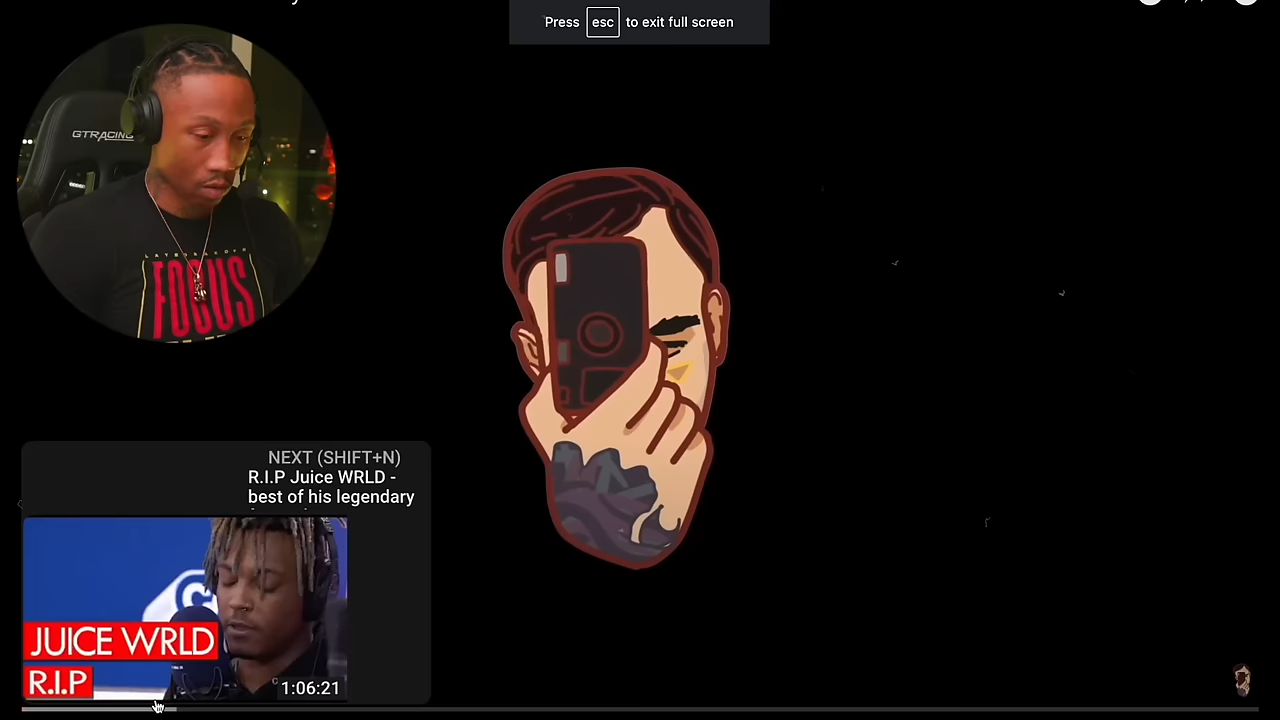 Press esc to exit full screen
GTRACING
FOCUS
NEXT (SHIFT+N)
R.I.P Juice WRLD -
best of his legendary
JUICE WRLD
R.I.P
1:06:21